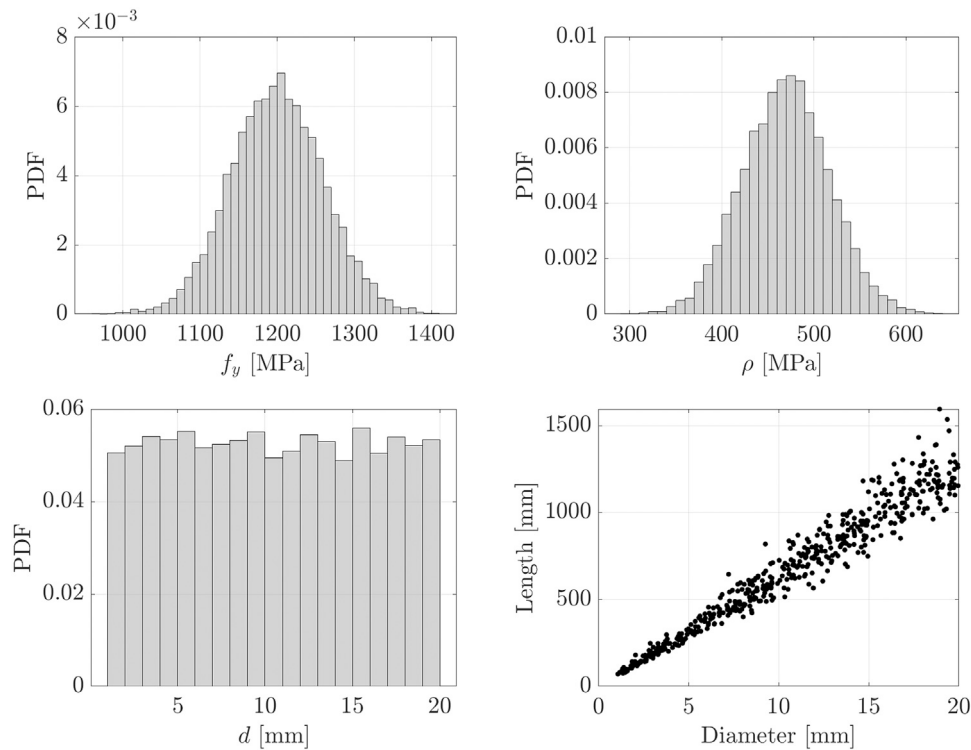 ×10⁻³
8
6
4
2
0
PDF
1000 1100 1200 1300 1400
f_y [MPa]
0.01
0.008
0.006
0.004
0.002
0
PDF
300 400 500 600
ρ [MPa]
0.06
0.04
0.02
0
PDF
5 10 15 20
d [mm]
1500
1000
500
0
Length [mm]
0 5 10 15 20
Diameter [mm]